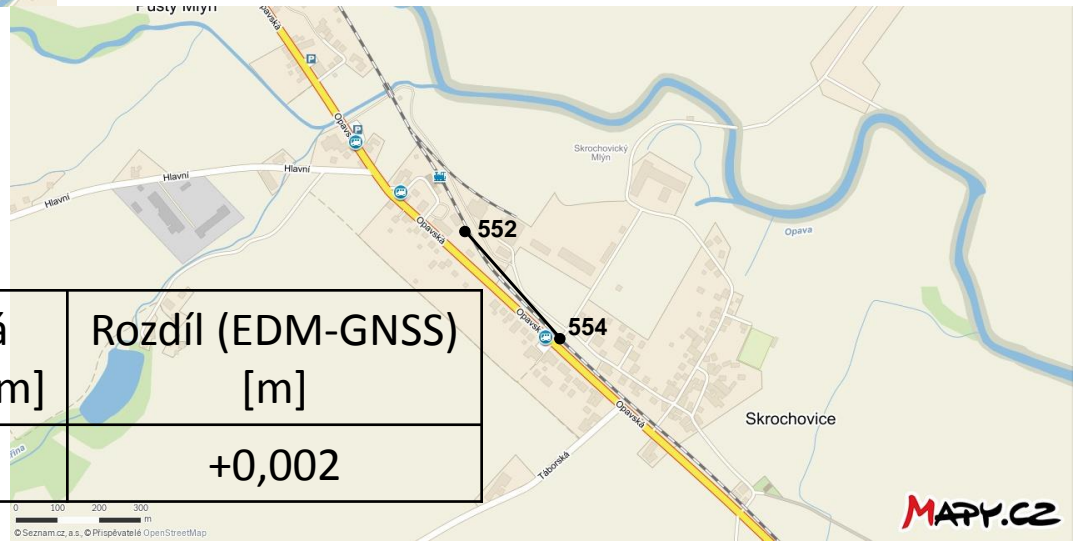 Pustý Mlýn
Opavská
P
P
Hlavní
Hlavní
Hlavní
Skrochovický
Mlýn
Opavská
552
Opava
554
Opavská
á
m]
Rozdíl (EDM-GNSS)
[m]
+0,002
Skrochovice
Opavská
Táborská
0 100 200 300
m
© Seznam.cz, a.s., © Přispěvatelé OpenStreetMap
MAPY.CZ